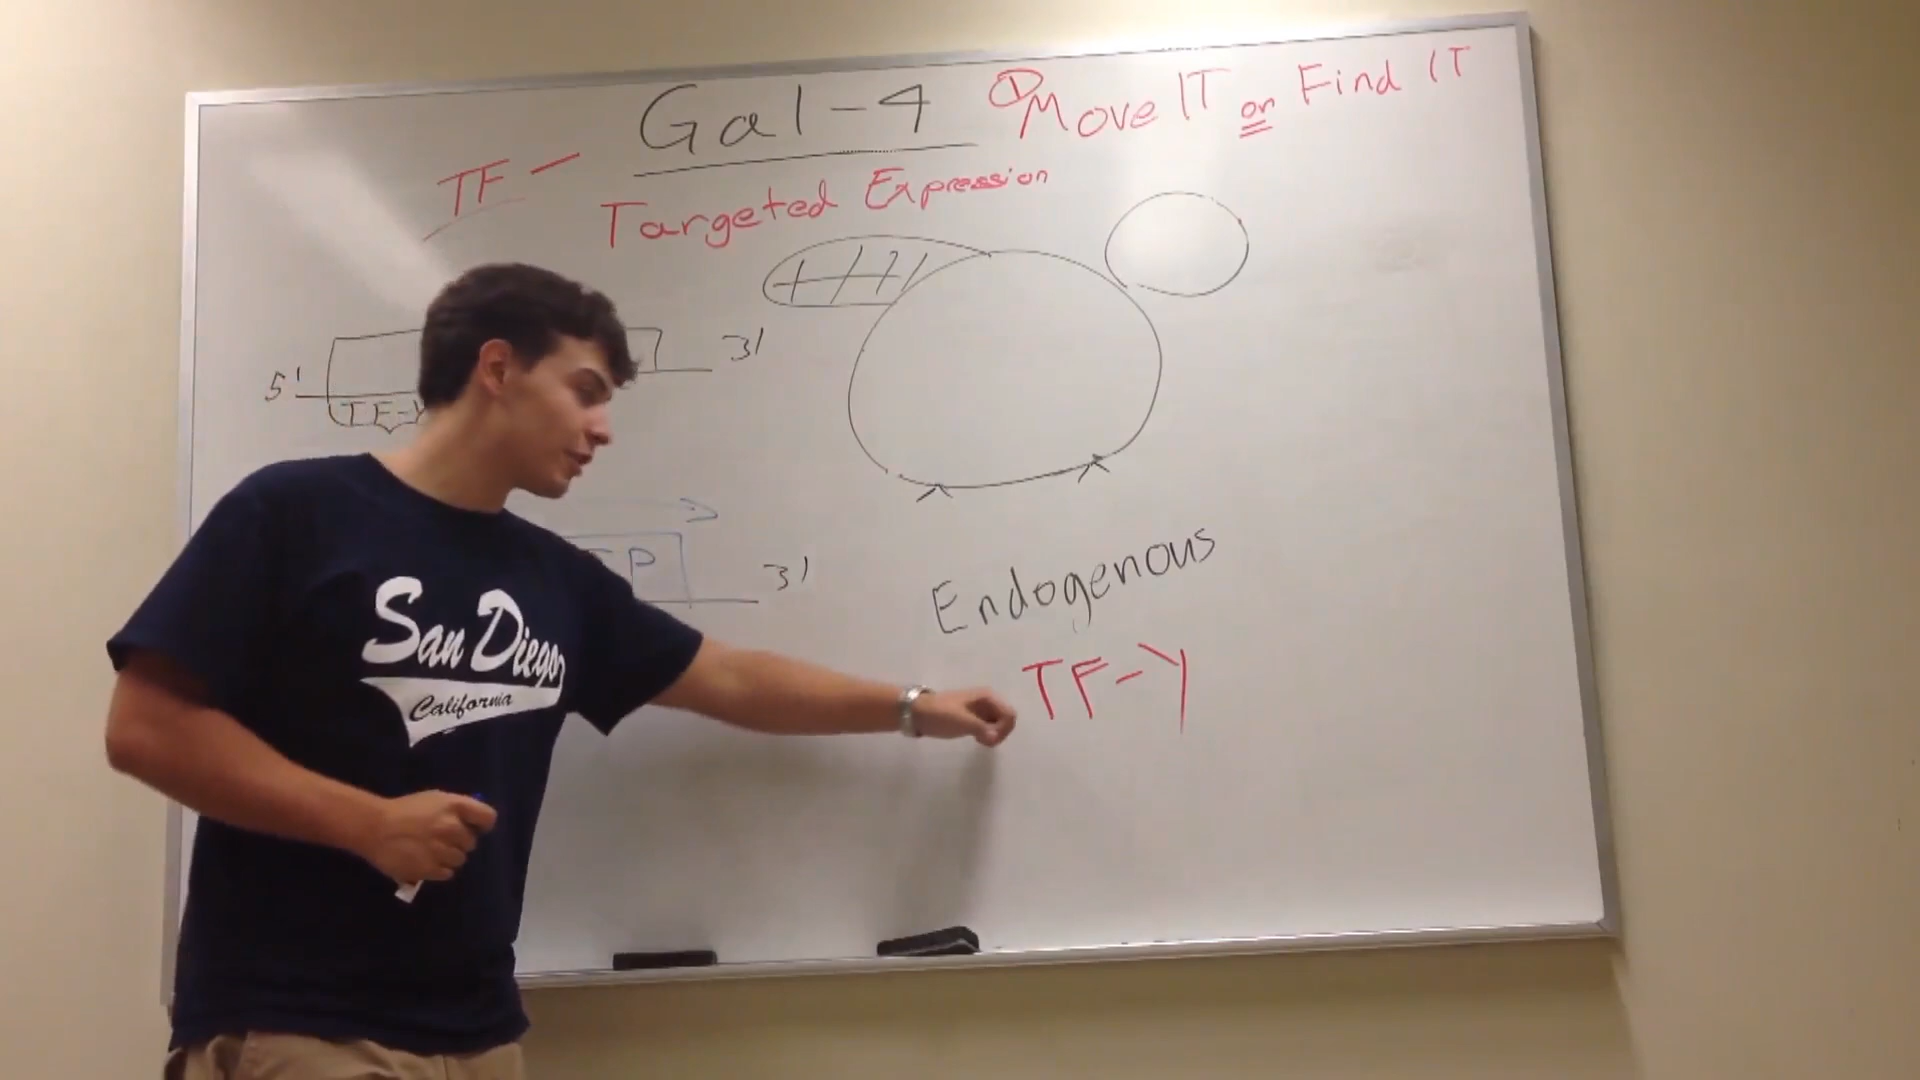 Gal-4
① Move IT or Find IT
TF -
Targeted Expression
5' 3'
TF-Y
P 3'
Endogenous
TF-Y
San Diego
California